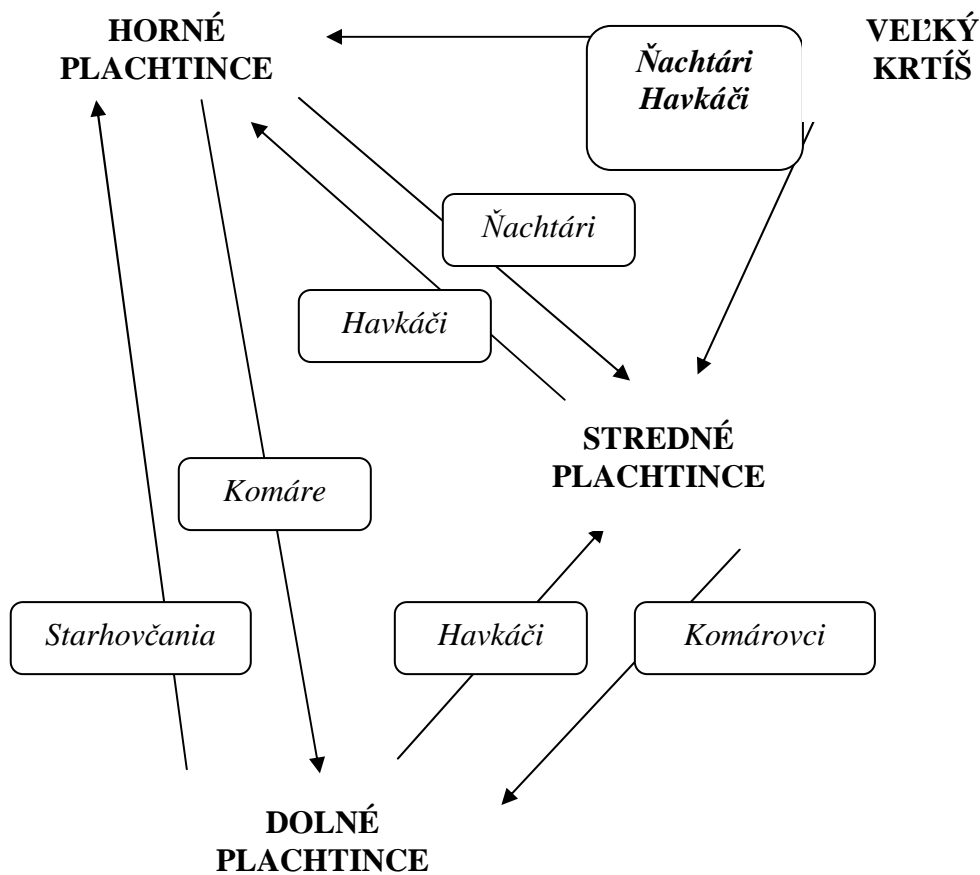 HORNÉ
PLACHTINCE
VEĽKÝ
KRTÍŠ
Ňachtári
Havkáči
Ňachtári
Havkáči
STREDNÉ
PLACHTINCE
Komáre
Starhovčania
Havkáči
Komárovci
DOLNÉ
PLACHTINCE